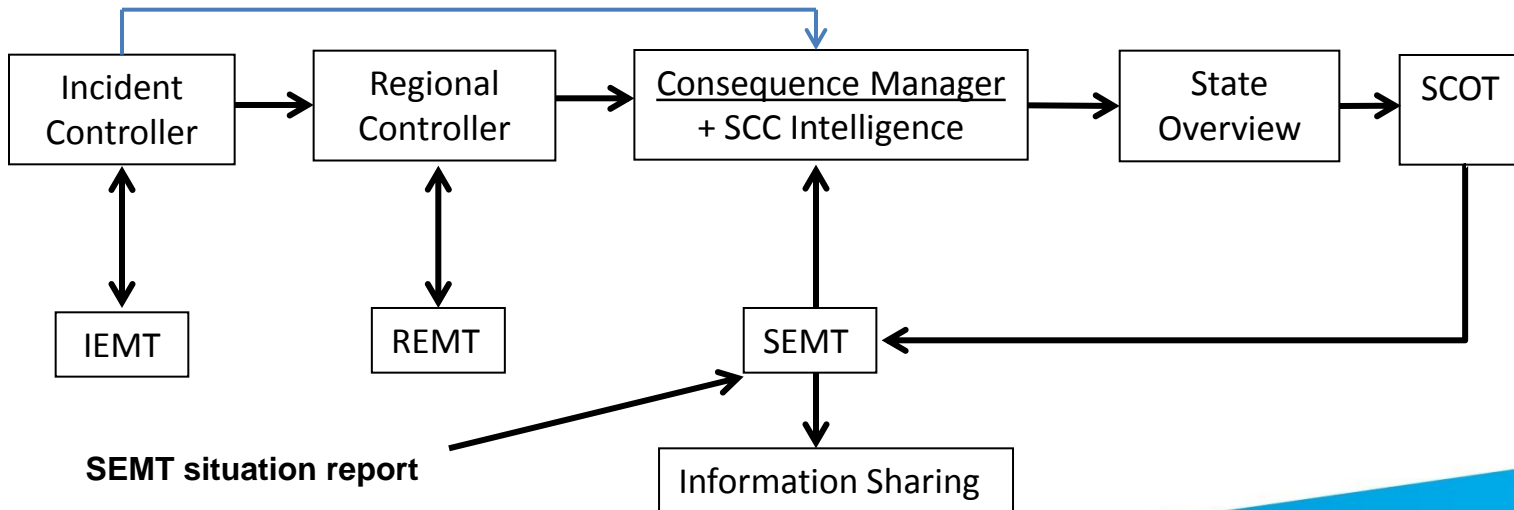 Incident
Controller
Regional
Controller
Consequence Manager
+ SCC Intelligence
State
Overview
SCOT
IEMT
REMT
SEMT
SEMT situation report
Information Sharing